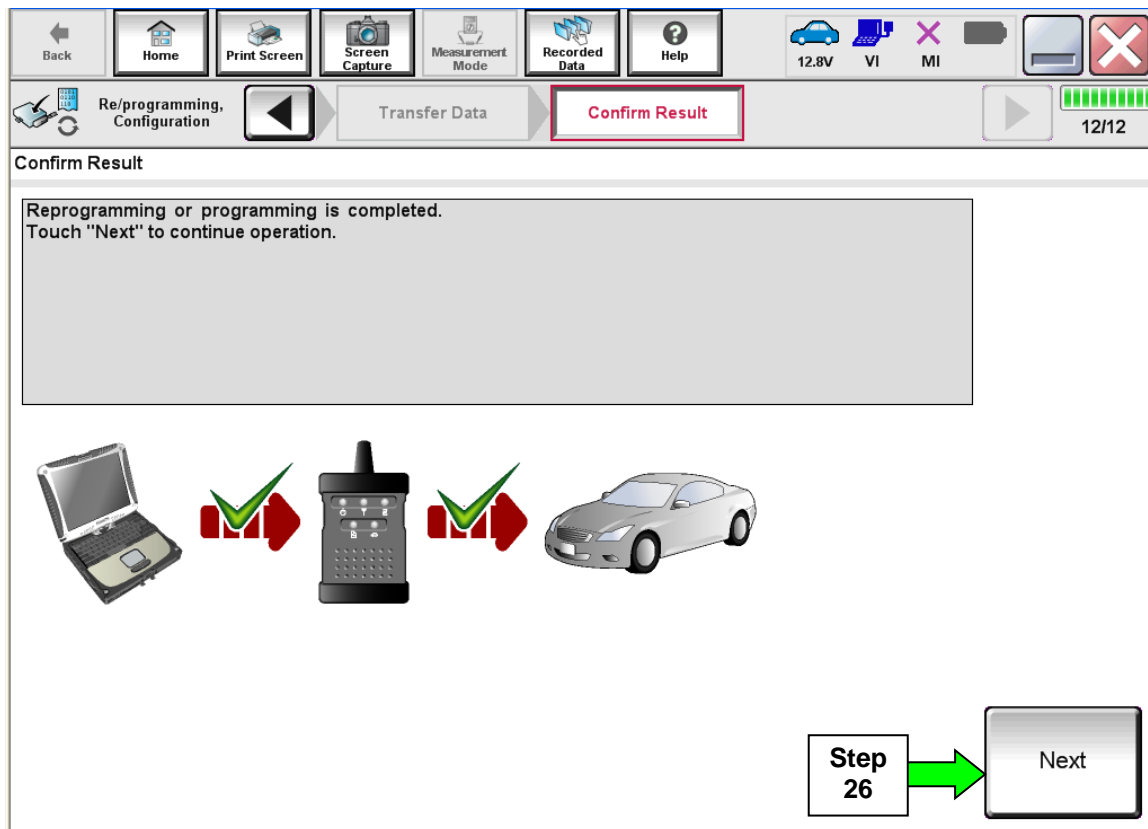 Back
Home
Print Screen
Screen
Capture
Measurement
Mode
Recorded
Data
Help
12.8V
VI
MI
Re/programming,
Configuration
Transfer Data
Confirm Result
12/12
Confirm Result
Reprogramming or programming is completed.
Touch "Next" to continue operation.
Step
26
Next